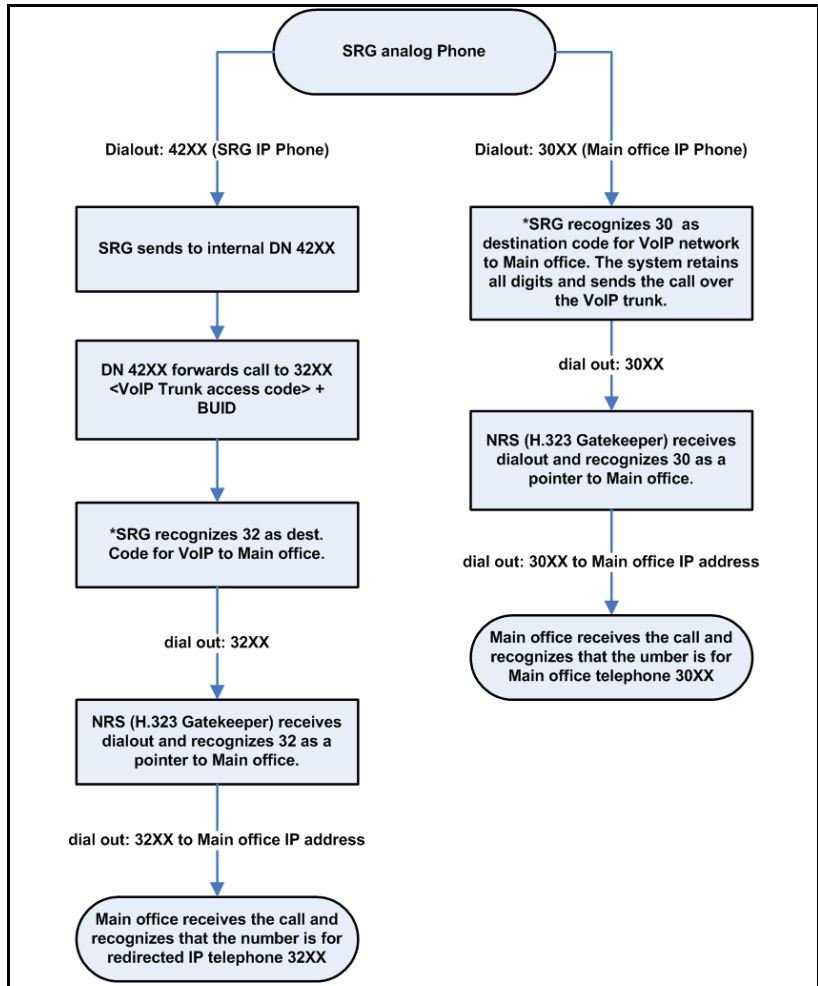 SRG analog Phone
Dialout: 42XX (SRG IP Phone)
SRG sends to internal DN 42XX
DN 42XX forwards call to 32XX
<VoIP Trunk access code> +
BUID
*SRG recognizes 32 as dest.
Code for VoIP to Main office.
dial out: 32XX
NRS (H.323 Gatekeeper) receives
dialout and recognizes 32 as a
pointer to Main office.
dial out: 32XX to Main office IP address
Main office receives the call and
recognizes that the number is for
redirected IP telephone 32XX
Dialout: 30XX (Main office IP Phone)
*SRG recognizes 30 as
destination code for VoIP network
to Main office. The system retains
all digits and sends the call over
the VoIP trunk.
dial out: 30XX
NRS (H.323 Gatekeeper) receives
dialout and recognizes 30 as a
pointer to Main office.
dial out: 30XX to Main office IP address
Main office receives the call and
recognizes that the umber is for
Main office telephone 30XX